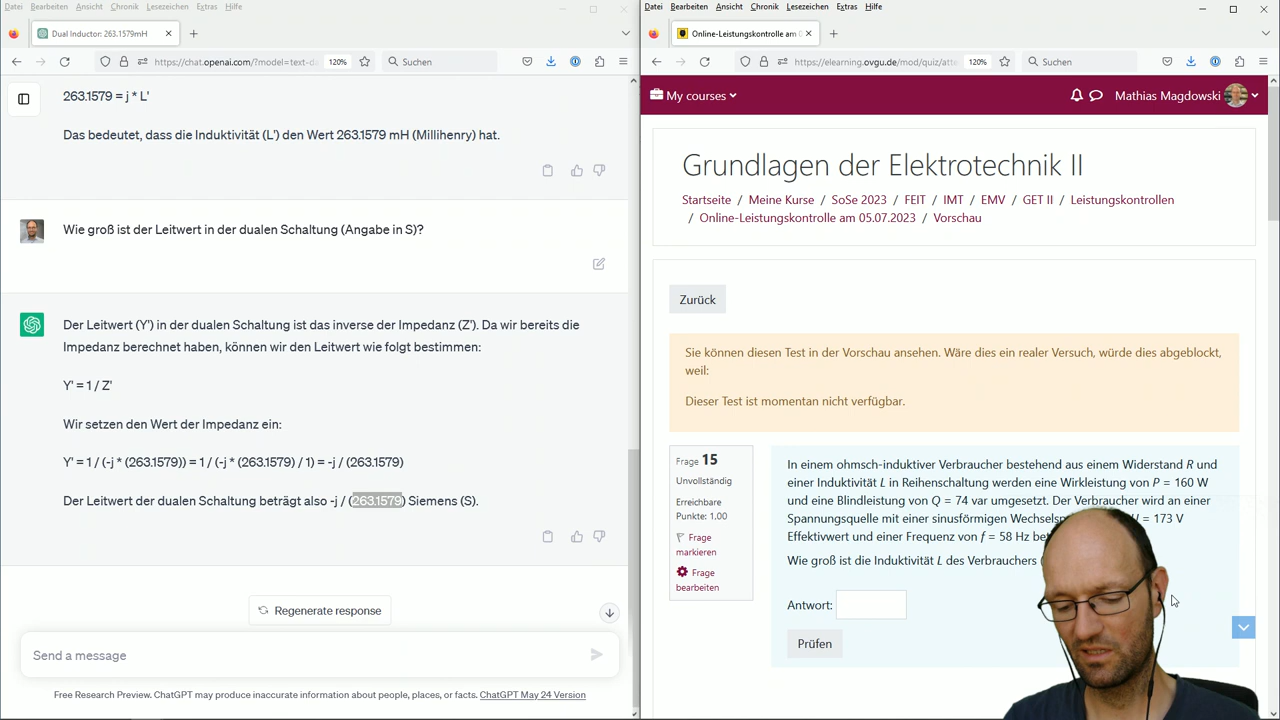 Datei Bearbeiten Ansicht Chronik Lesezeichen Extras Hilfe
Dual Inductor: 263.1579mH
https://chat.openai.com/?model=text-da
120%
Suchen
263.1579 = j * L'
Das bedeutet, dass die Induktivität (L') den Wert 263.1579 mH (Millihenry) hat.
Wie groß ist der Leitwert in der dualen Schaltung (Angabe in S)?
Der Leitwert (Y') in der dualen Schaltung ist das inverse der Impedanz (Z'). Da wir bereits die
Impedanz berechnet haben, können wir den Leitwert wie folgt bestimmen:
Y' = 1 / Z'
Wir setzen den Wert der Impedanz ein:
Y' = 1 / (-j * (263.1579)) = 1 / (-j * (263.1579) / 1) = -j / (263.1579)
Der Leitwert der dualen Schaltung beträgt also -j / (263.1579) Siemens (S).
Regenerate response
Send a message
Free Research Preview. ChatGPT may produce inaccurate information about people, places, or facts. ChatGPT May 24 Version
Datei Bearbeiten Ansicht Chronik Lesezeichen Extras Hilfe
Online-Leistungskontrolle am
https://elearning.ovgu.de/mod/quiz/atte
120%
Suchen
My courses
Mathias Magdowski
Grundlagen der Elektrotechnik II
Startseite / Meine Kurse / SoSe 2023 / FEIT / IMT / EMV / GET II / Leistungskontrollen
/ Online-Leistungskontrolle am 05.07.2023 / Vorschau
Zurück
Sie können diesen Test in der Vorschau ansehen. Wäre dies ein realer Versuch, würde dies abgeblockt,
weil:
Dieser Test ist momentan nicht verfügbar.
Frage 15
Unvollständig
Erreichbare
Punkte: 1,00
Frage
markieren
Frage
bearbeiten
In einem ohmsch-induktiver Verbraucher bestehend aus einem Widerstand R und
einer Induktivität L in Reihenschaltung werden eine Wirkleistung von P = 160 W
und eine Blindleistung von Q = 74 var umgesetzt. Der Verbraucher wird an einer
Spannungsquelle mit einer sinusförmigen = 173 V
Effektivwert und einer Frequenz von f = 58 Hz
Wie groß ist die Induktivität L des Verbrauchers
Antwort:
Prüfen